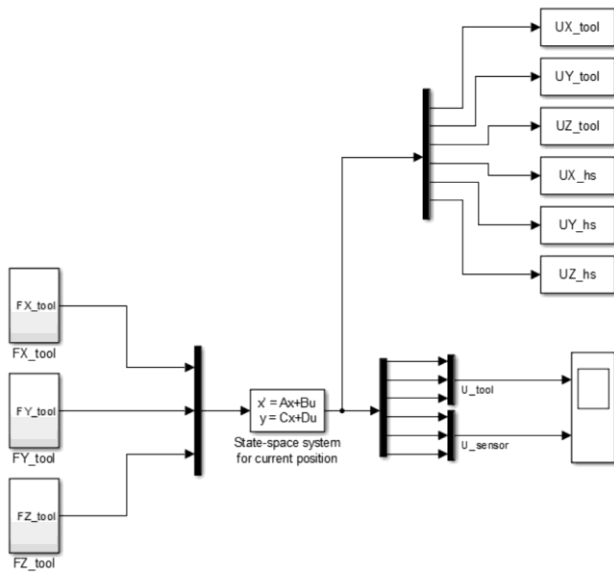 UX_tool
UY_tool
UZ_tool
UX_hs
UY_hs
UZ_hs
FX_tool
FX_tool
FY_tool
FY_tool
FZ_tool
FZ_tool
x' = Ax+Bu
y = Cx+Du
State-space system
for current position
U_tool
U_sensor